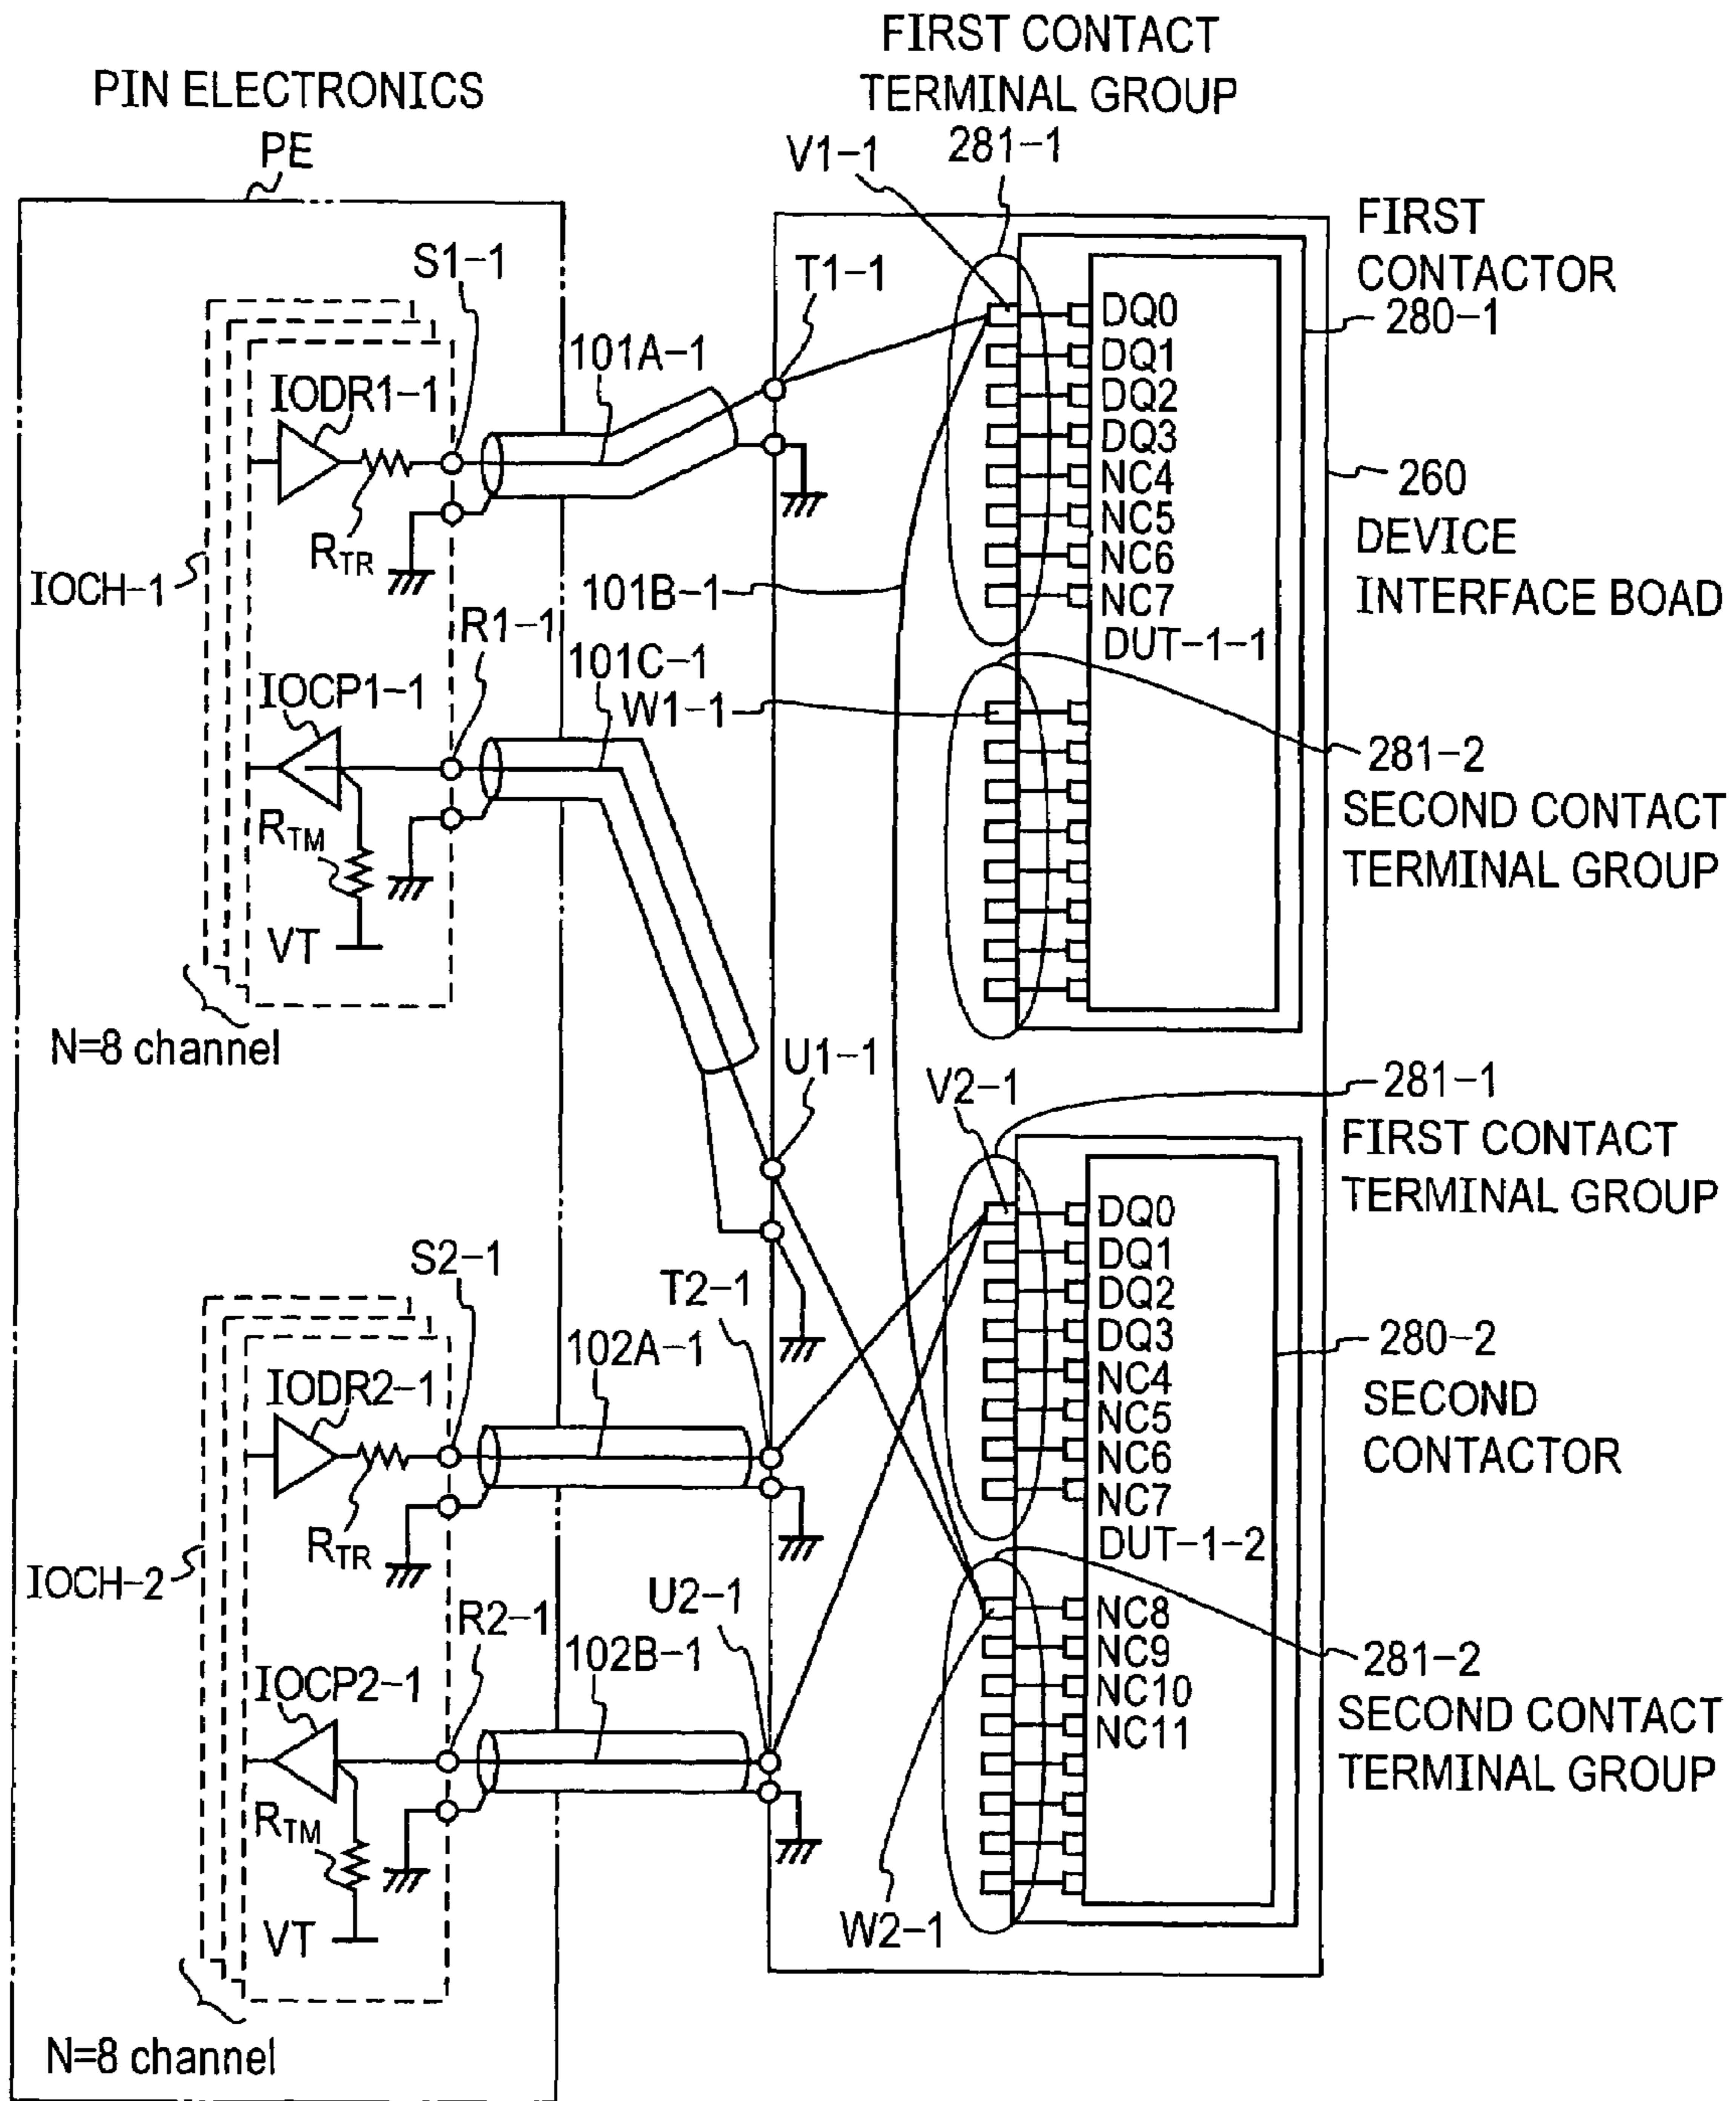 FIRST CONTACT
TERMINAL GROUP
281-1
PIN ELECTRONICS
PE
V1-1
FIRST
CONTACTOR
280-1
S1-1
T1-1
101A-1
IODR1-1
RTR
IOCH-1
DQ0
DQ1
DQ2
DQ3
NC4
NC5
NC6
NC7
DUT-1-1
260
DEVICE
INTERFACE BOAD
101B-1
R1-1
101C-1
IOCP1-1
W1-1
RTM
VT
281-2
SECOND CONTACT
TERMINAL GROUP
N=8 channel
U1-1
V2-1
281-1
FIRST CONTACT
TERMINAL GROUP
S2-1
T2-1
102A-1
IODR2-1
RTR
IOCH-2
DQ0
DQ1
DQ2
DQ3
NC4
NC5
NC6
NC7
DUT-1-2
280-2
SECOND
CONTACTOR
R2-1
U2-1
102B-1
IOCP2-1
RTM
VT
NC8
NC9
NC10
NC11
281-2
SECOND CONTACT
TERMINAL GROUP
W2-1
N=8 channel